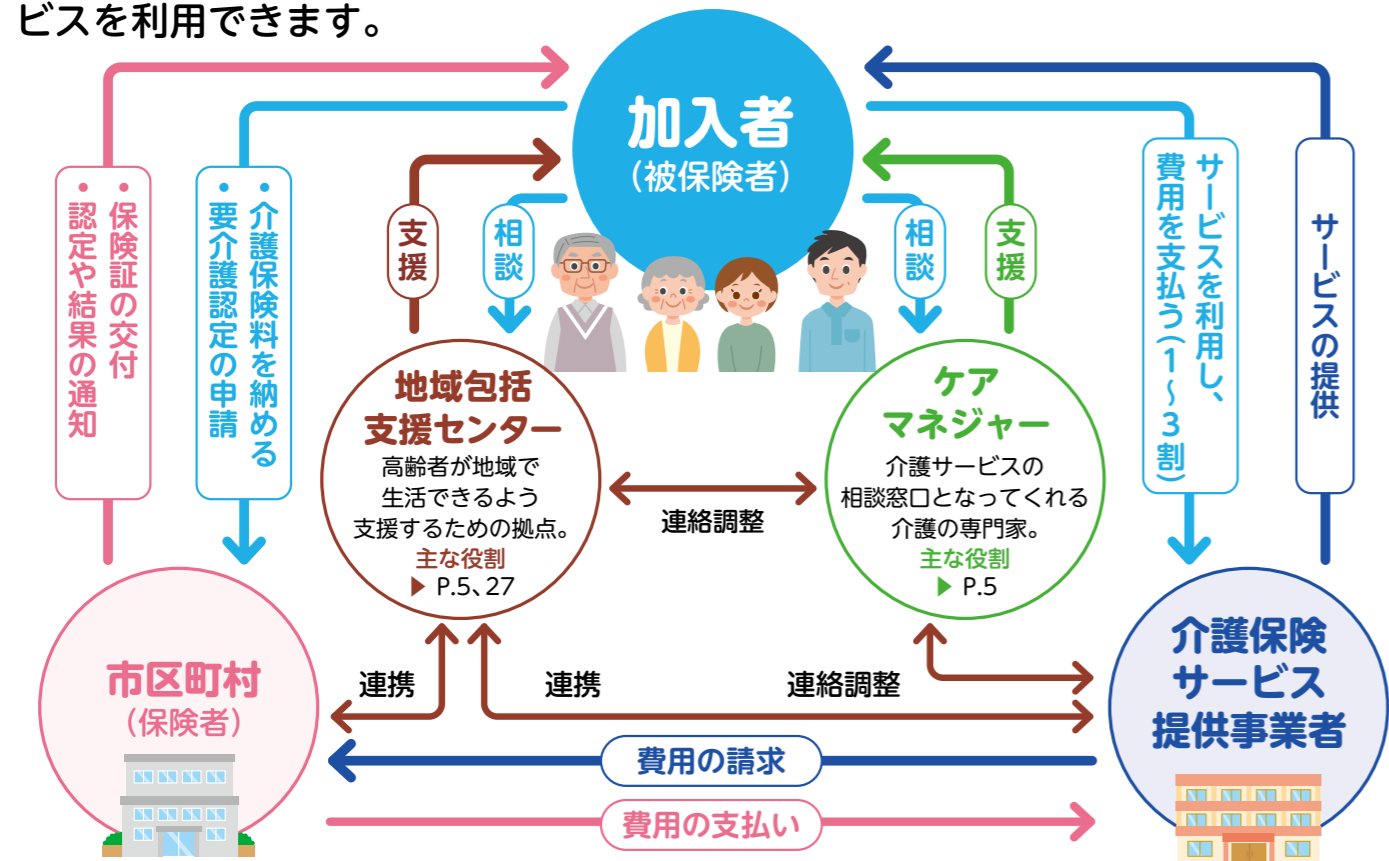 ビスを利用できます。
加入者
（被保険者）
・保険証の交付
・認定や結果の通知
・介護保険料を納める
・要介護認定の申請
支援
相談
相談
支援
サービスを利用し、
費用を支払う（1～3割）
サービスの提供
地域包括
支援センター
高齢者が地域で
生活できるよう
支援するための拠点。
主な役割
▶ P.5、27
連絡調整
ケア
マネジャー
介護サービスの
相談窓口となってくれる
介護の専門家。
主な役割
▶ P.5
市区町村
（保険者）
連携
連携
連絡調整
介護保険
サービス
提供事業者
費用の請求
費用の支払い